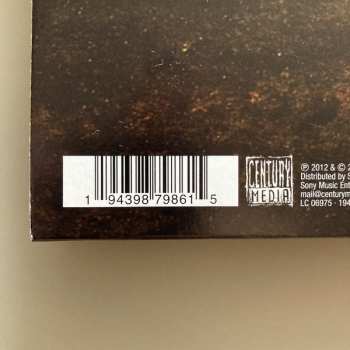 1 94398 79861 5
CENTURY
MEDIA
℗ 2012 & © 2
Distributed by S
Sony Music Ent
mail@centurym
LC 06975 · 194